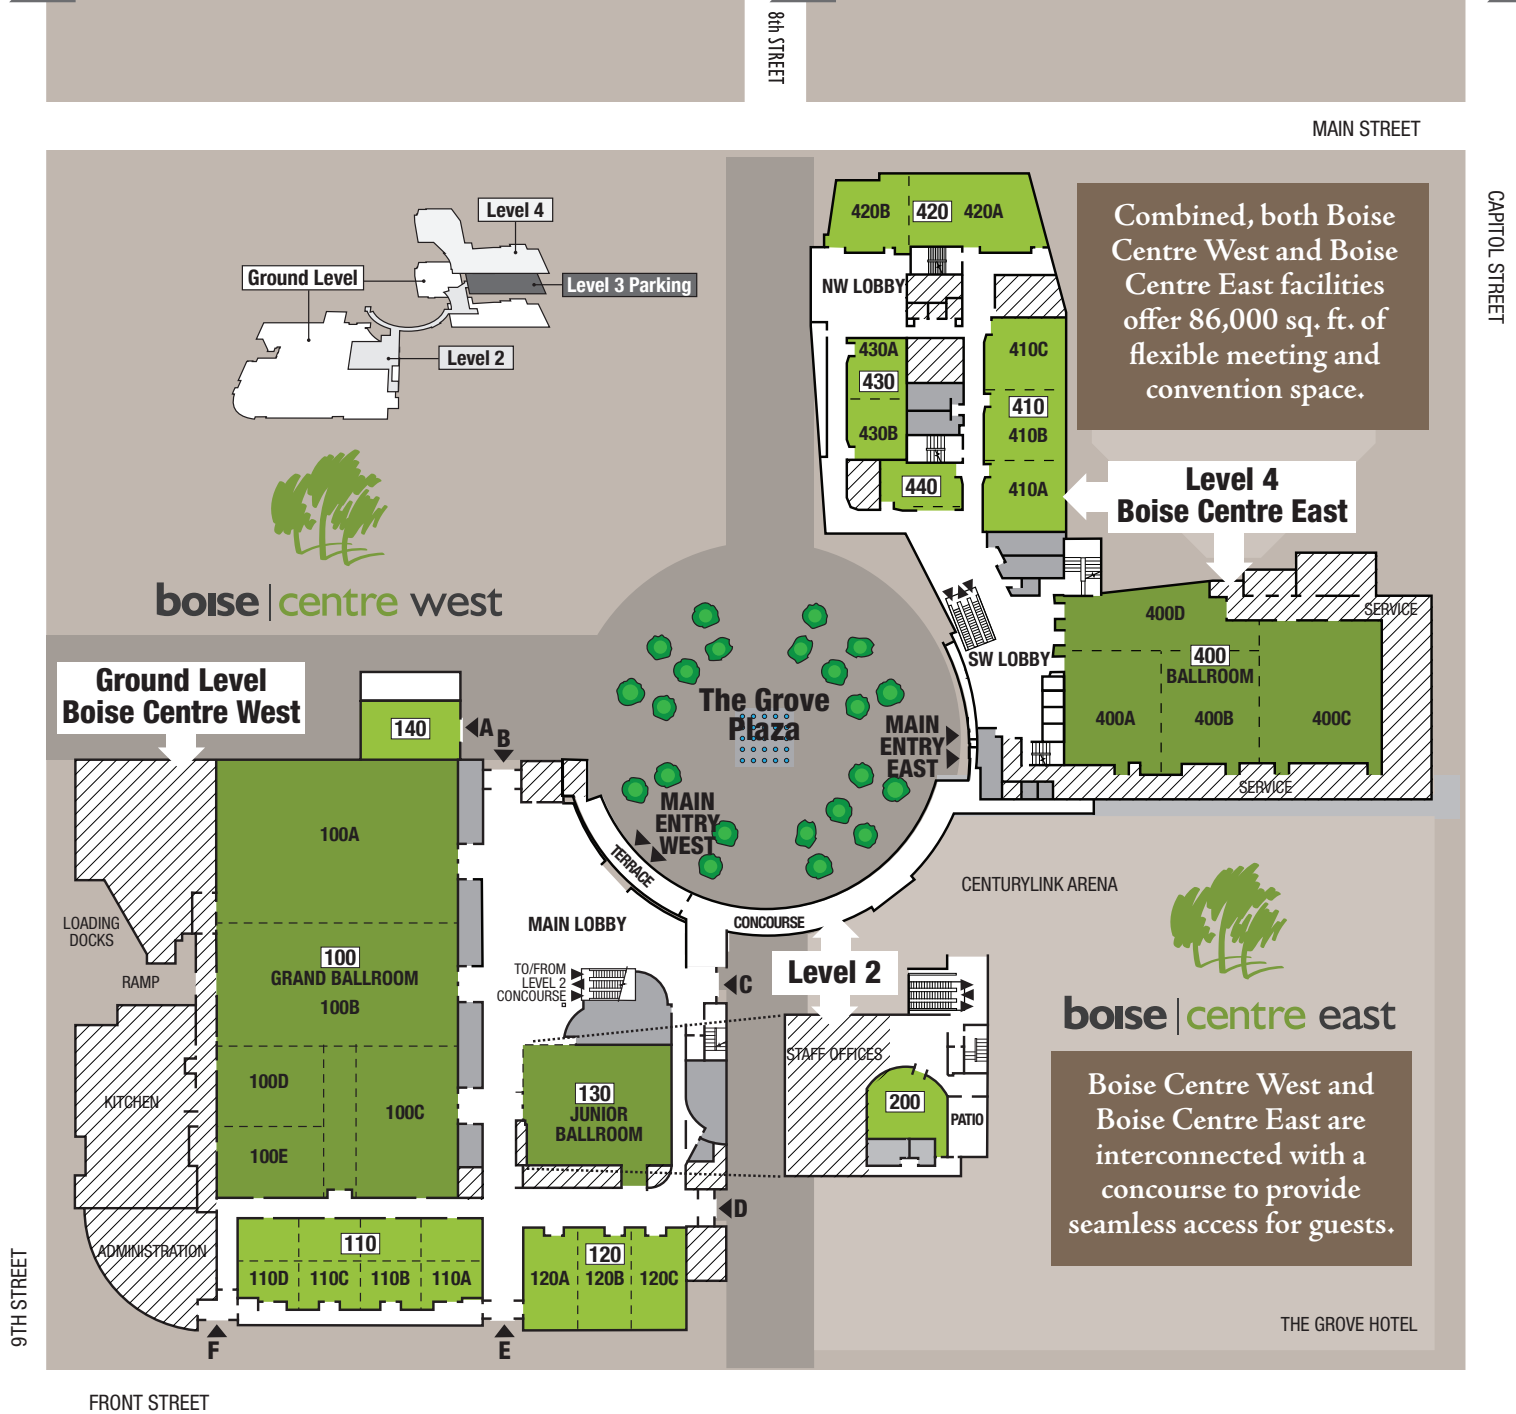 8th STREET
MAIN STREET
CAPITOL STREET
Level 4
Ground Level
Level 3 Parking
Level 2
boise | centre west
420B
420
420A
NW LOBBY
430A
430
430B
440
410C
410
410B
410A
Combined, both Boise
Centre West and Boise
Centre East facilities
offer 86,000 sq. ft. of
flexible meeting and
convention space.
Level 4
Boise Centre East
SW LOBBY
400D
400
BALLROOM
400A
400B
400C
SERVICE
SERVICE
The Grove
Plaza
MAIN
ENTRY
EAST
MAIN
ENTRY
WEST
TERRACE
CONCOURSE
Ground Level
Boise Centre West
140
A
B
100A
100
GRAND BALLROOM
100B
100D
100C
100E
LOADING
DOCKS
RAMP
KITCHEN
ADMINISTRATION
MAIN LOBBY
TO/FROM
LEVEL 2
CONCOURSE
C
130
JUNIOR
BALLROOM
D
110
110D
110C
110B
110A
120
120A
120B
120C
F
E
Level 2
STAFF OFFICES
200
PATIO
CENTURYLINK ARENA
boise | centre east
Boise Centre West and
Boise Centre East are
interconnected with a
concourse to provide
seamless access for guests.
THE GROVE HOTEL
9TH STREET
FRONT STREET